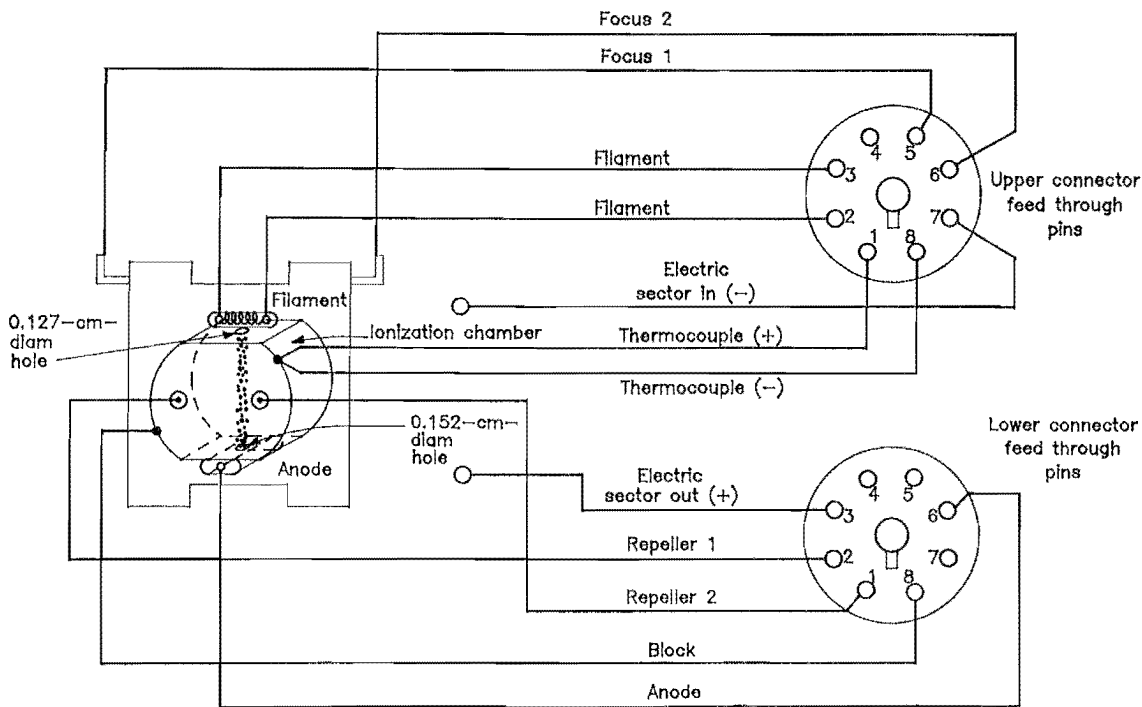 Focus 2
Focus 1
Filament
Filament
4
5
3
6
2
7
1
8
Upper connector
feed through
pins
Electric
sector in (−)
Filament
0.127-cm-
diam
hole
Ionization chamber
Thermocouple (+)
Thermocouple (−)
0.152-cm-
diam
hole
Anode
Lower connector
feed through
pins
Electric
sector out (+)
4
5
3
6
2
7
1
8
Repeller 1
Repeller 2
Block
Anode